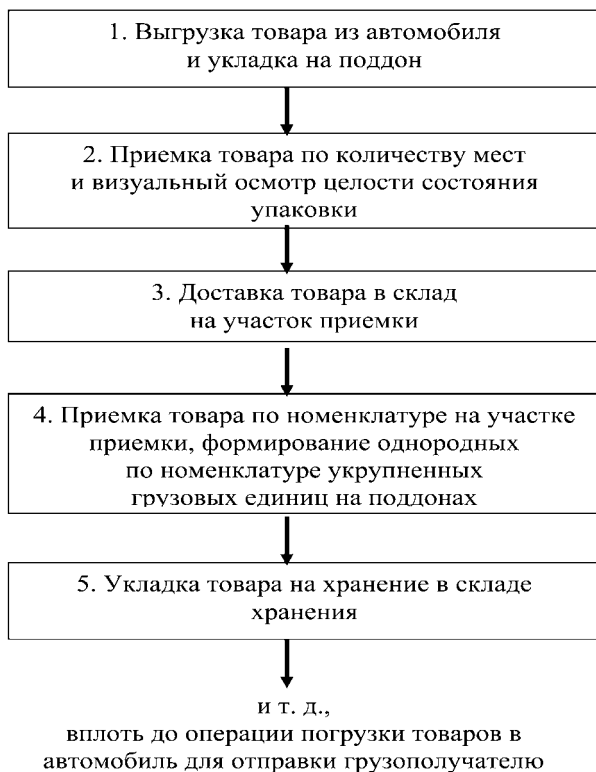 1. Выгрузка товара из автомобиля
и укладка на поддон
2. Приемка товара по количеству мест
и визуальный осмотр целости состояния
упаковки
3. Доставка товара в склад
на участок приемки
4. Приемка товара по номенклатуре на участке
приемки, формирование однородных
по номенклатуре укрупненных
грузовых единиц на поддонах
5. Укладка товара на хранение в складе
хранения
и т. д.,
вплоть до операции погрузки товаров в
автомобиль для отправки грузополучателю